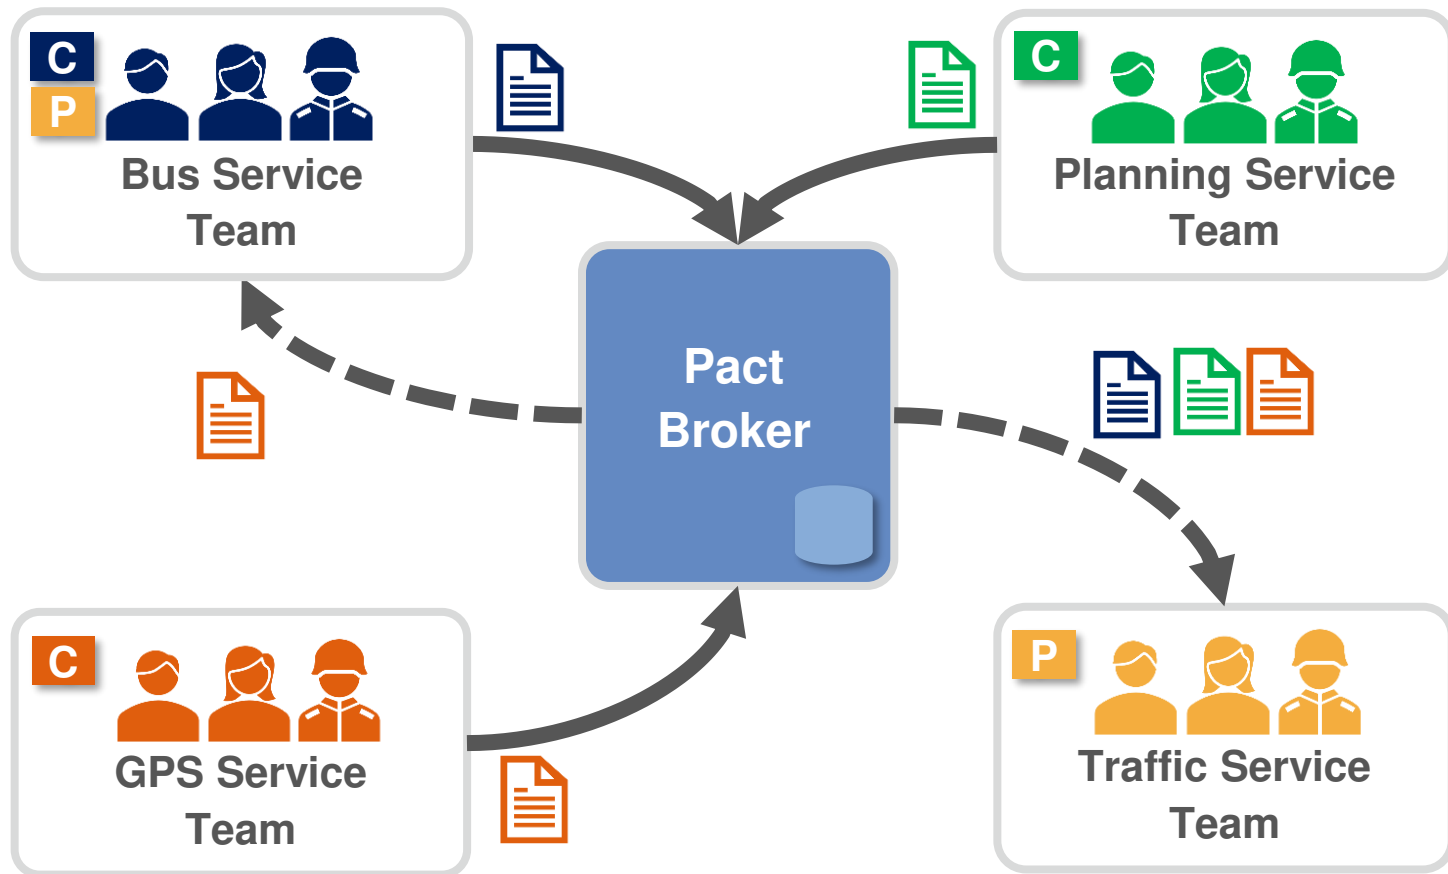 C
P
Bus Service
Team
C
Planning Service
Team
Pact
Broker
C
GPS Service
Team
P
Traffic Service
Team